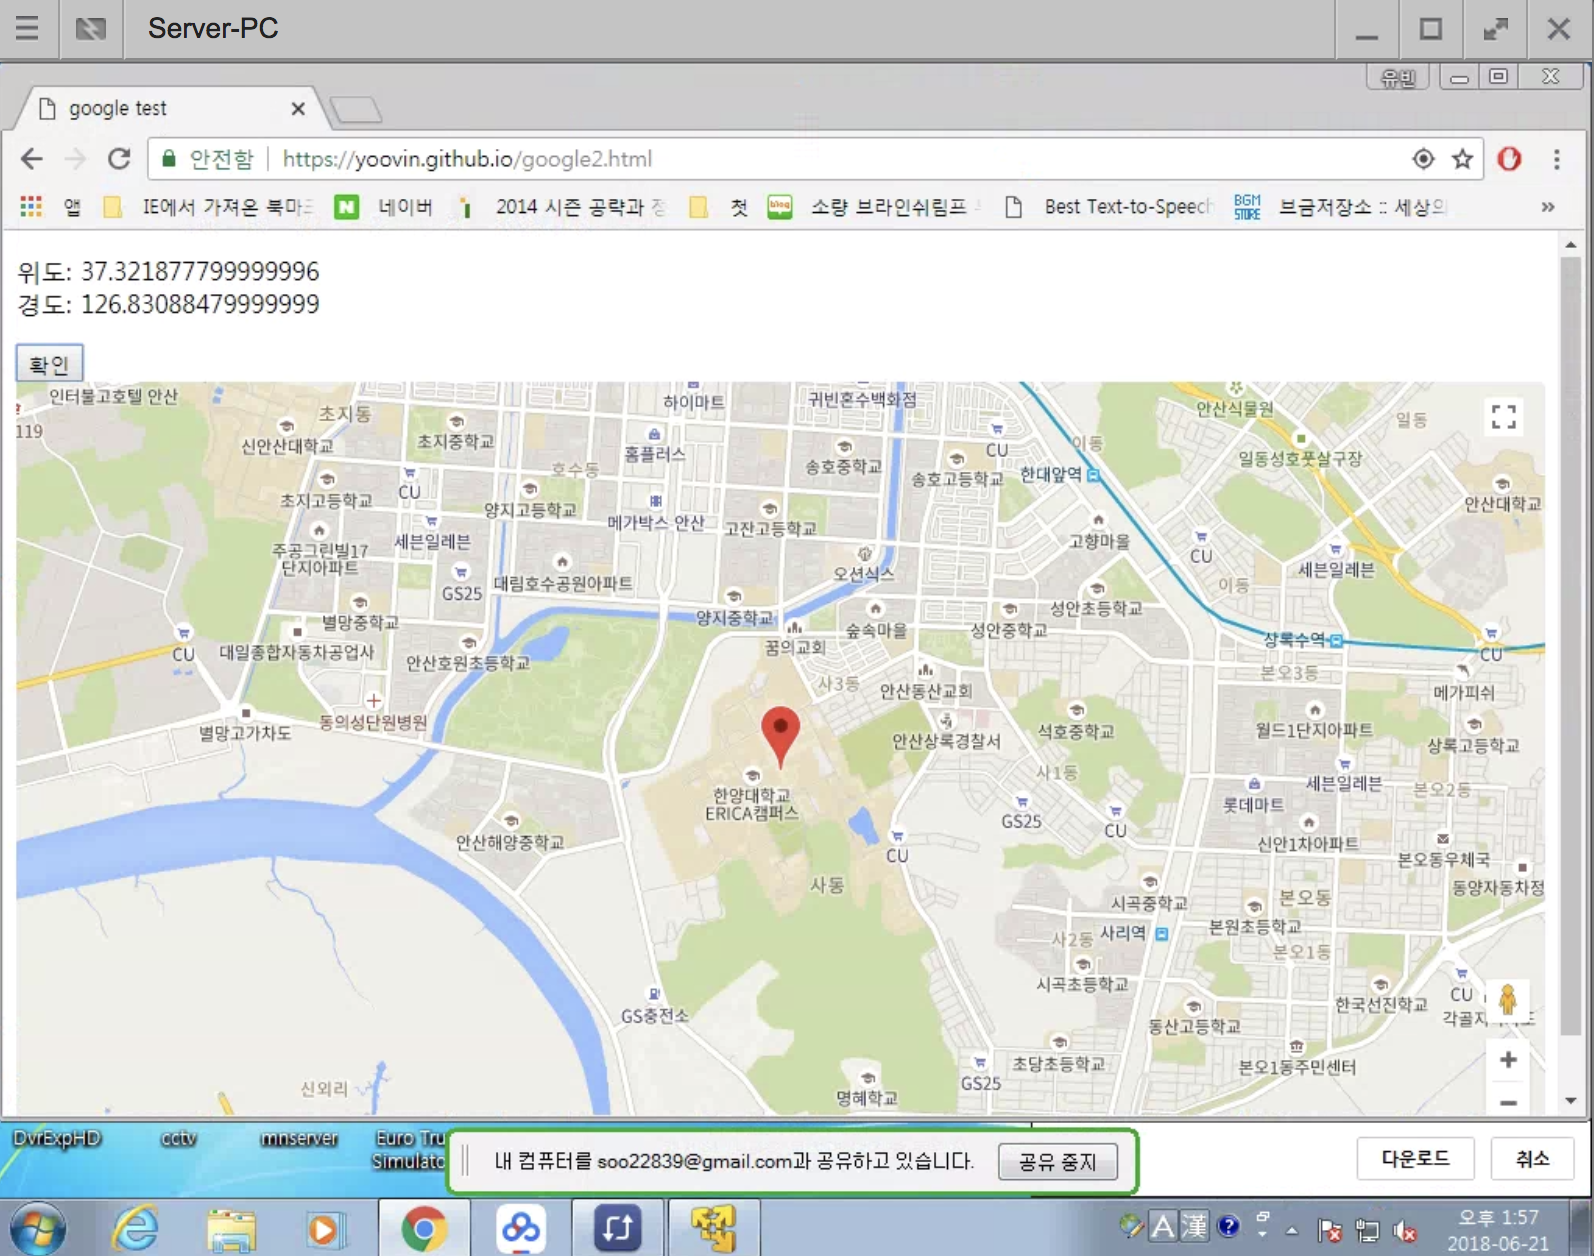 Server-PC
유빈
google test
안전함
https://yoovin.github.io/google2.html
앱
IE에서 가져온 북마크
네이버
2014 시즌 공략과 정
첫
blog
소량 브라인쉬림프
Best Text-to-Speech
BGM STORE
브금저장소 :: 세상의
»
위도: 37.321877799999996
경도: 126.83088479999999
확인
인터불고호텔 안산
119
초지동
신안산대학교
초지중학교
하이마트
귀빈혼수백화점
안산식물원
일동
홈플러스
호수동
송호중학교
CU
송호고등학교
이동
한대앞역
일동성호풋살구장
안산대학교
초지고등학교
CU
양지고등학교
메가박스 안산
고잔고등학교
주공그린빌17
단지아파트
세븐일레븐
고향마을
CU
세븐일레븐
GS25
대림호수공원아파트
오션식스
이동
별망중학교
양지중학교
숲속마을
성안중학교
성안초등학교
CU
대일종합자동차공업사
안산호원초등학교
꿈의교회
상록수역
CU
사3동
안산동산교회
본오3동
메가피쉬
동의성단원병원
별망고가차도
안산상록경찰서
석호중학교
월드1단지아파트
상록고등학교
사1동
한양대학교
ERICA캠퍼스
GS25
CU
롯데마트
세븐일레븐
본오2동
안산해양중학교
CU
신안1차아파트
본오동우체국
사동
동양자동차정
시곡중학교
본오동
사2동
사리역
본원초등학교
본오1동
시곡초등학교
CU
한국선진학교
GS충전소
동산고등학교
각골지
초당초등학교
본오1동주민센터
신외리
GS25
명혜학교
DvrExpHD
cctv
mnserver
Euro Tru
Simulato
내 컴퓨터를 soo22839@gmail.com과 공유하고 있습니다.
공유 중지
다운로드
취소
A
漢
오후 1:57
2018-06-21